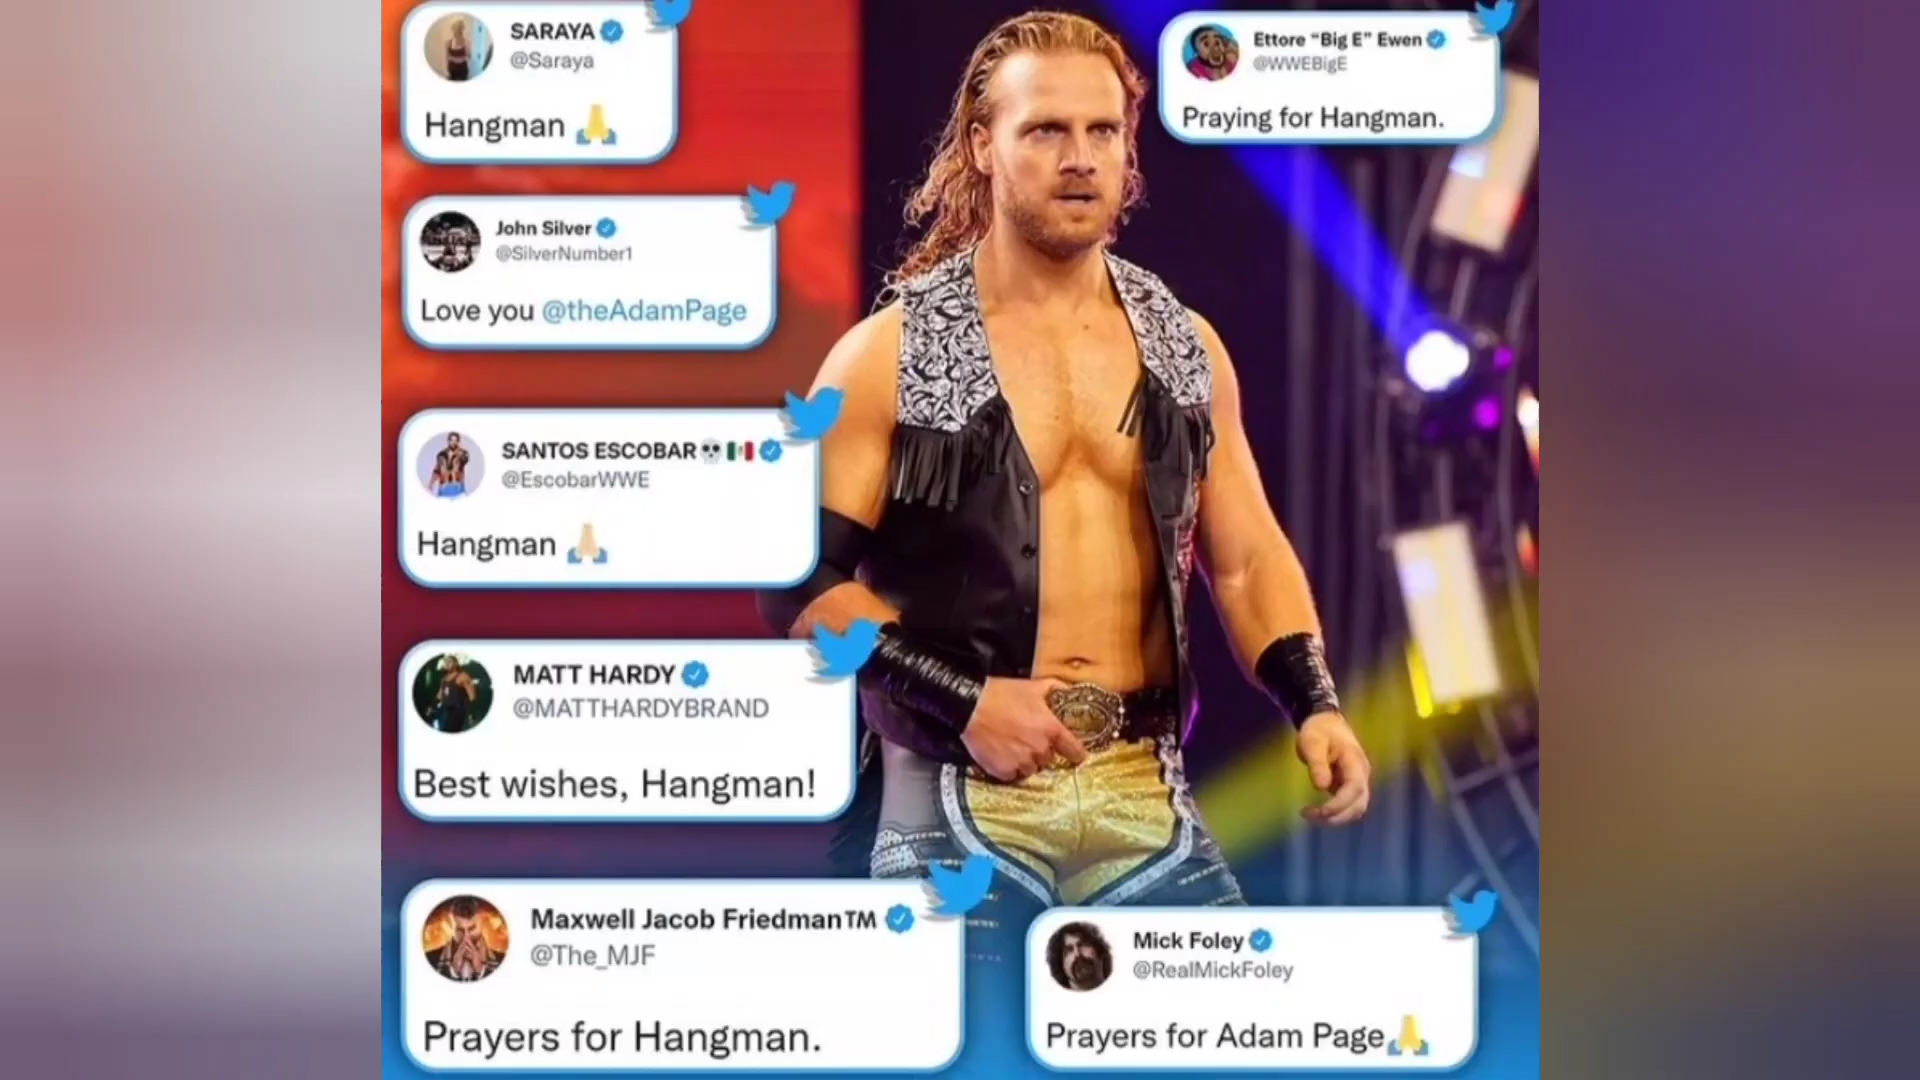 SARAYA
@Saraya
Hangman 🙏
Ettore “Big E” Ewen
@WWEBigE
Praying for Hangman.
John Silver
@SilverNumber1
Love you @theAdamPage
SANTOS ESCOBAR💀🇲🇽
@EscobarWWE
Hangman 🙏🏻
MATT HARDY
@MATTHARDYBRAND
Best wishes, Hangman!
Maxwell Jacob Friedman™
@The_MJF
Prayers for Hangman.
Mick Foley
@RealMickFoley
Prayers for Adam Page🙏